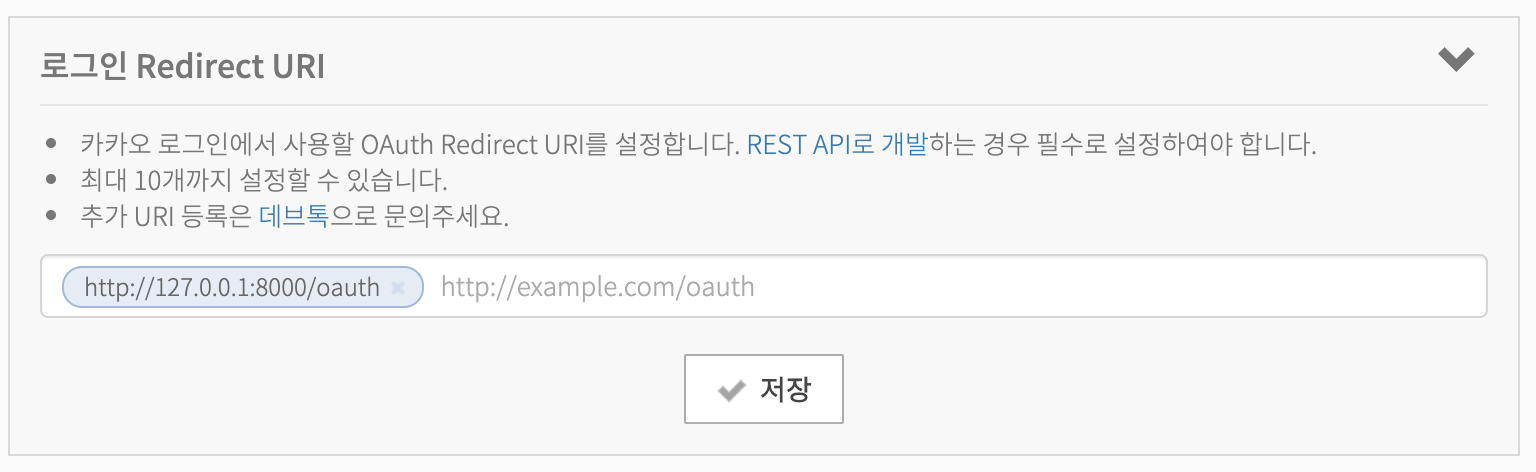 로그인 Redirect URI
카카오 로그인에서 사용할 OAuth Redirect URI를 설정합니다. REST API로 개발하는 경우 필수로 설정하여야 합니다.
최대 10개까지 설정할 수 있습니다.
추가 URI 등록은 데브톡으로 문의주세요.
http://127.0.0.1:8000/oauth × http://example.com/oauth
저장